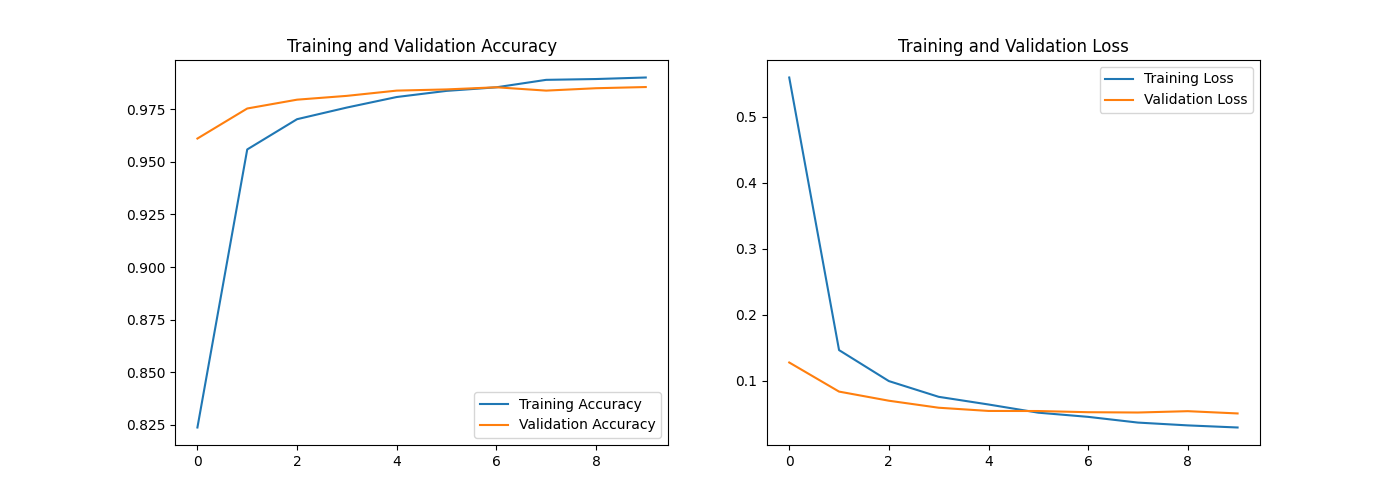 Training and Validation Accuracy
0.975
0.950
0.925
0.900
0.875
0.850
0.825
0 2 4 6 8
Training Accuracy
Validation Accuracy
Training and Validation Loss
0.5
0.4
0.3
0.2
0.1
0 2 4 6 8
Training Loss
Validation Loss